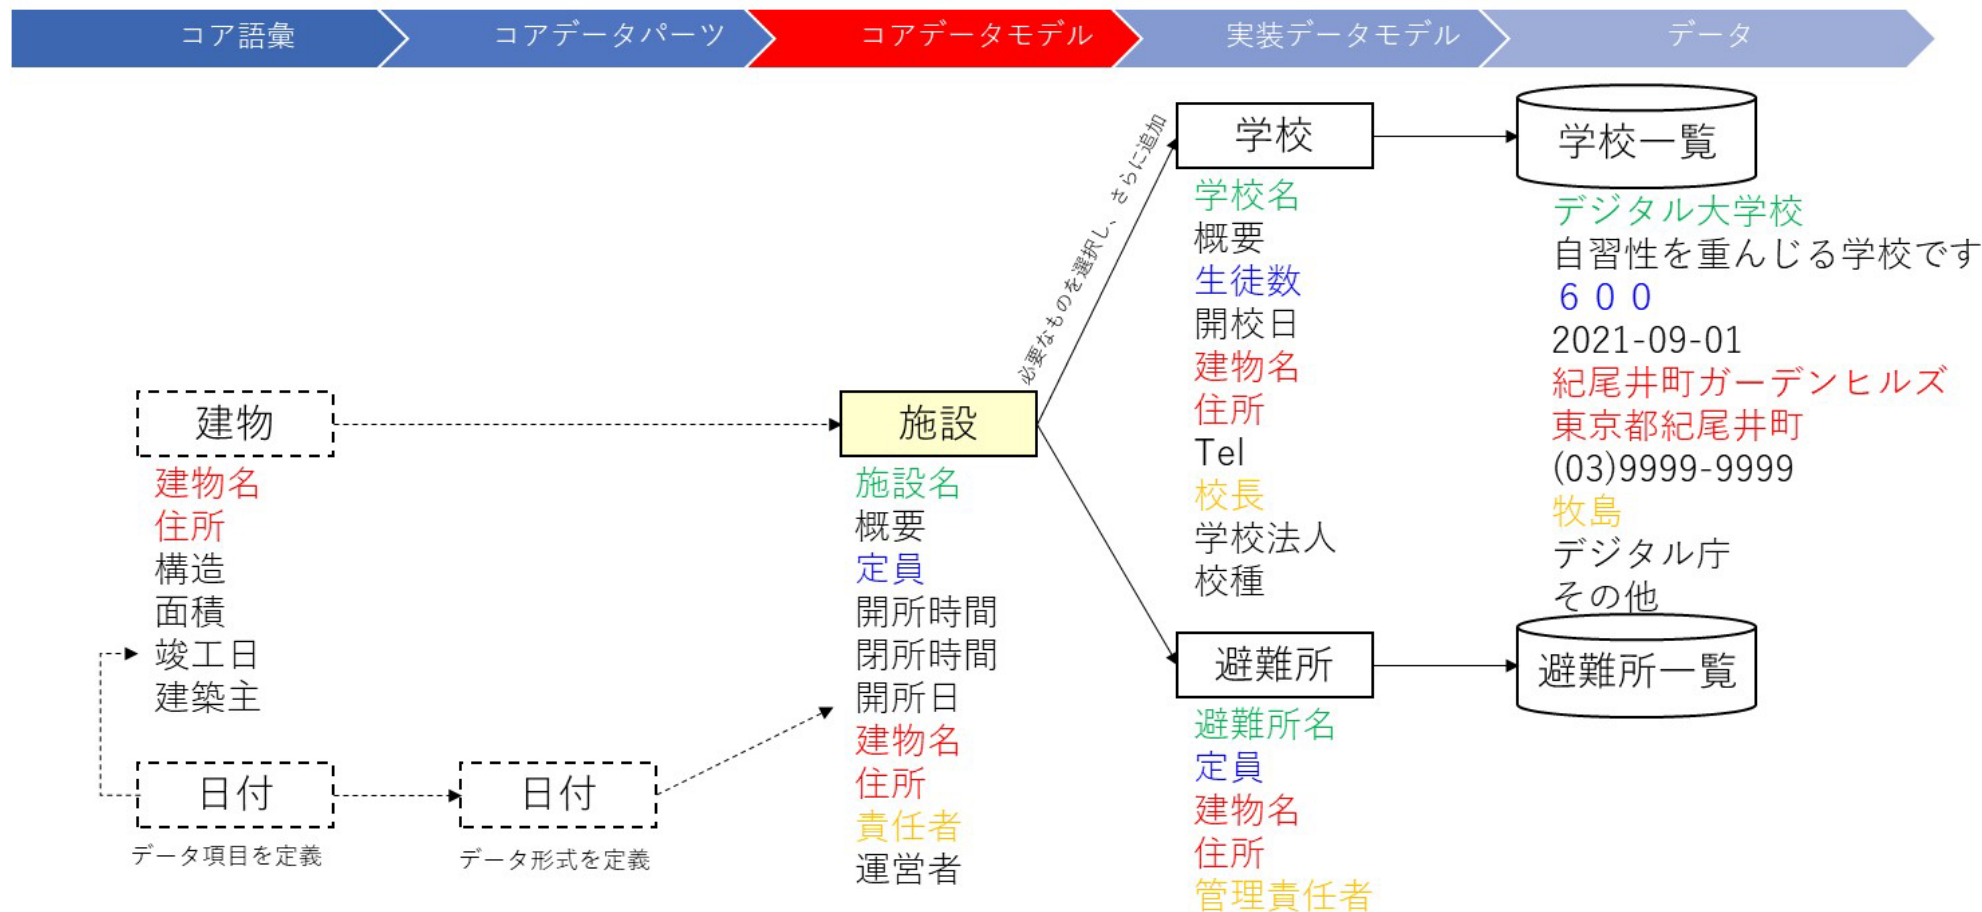 コア語彙
コアデータパーツ
コアデータモデル
実装データモデル
データ
建物
建物名
住所
構造
面積
竣工日
建築主
日付
データ項目を定義
日付
データ形式を定義
施設
施設名
概要
定員
開所時間
閉所時間
開所日
建物名
住所
責任者
運営者
必要なものを選択し、さらに追加
学校
学校名
概要
生徒数
開校日
建物名
住所
Tel
校長
学校法人
校種
避難所
避難所名
定員
建物名
住所
管理責任者
学校一覧
デジタル大学校
自習性を重んじる学校です
６００
2021-09-01
紀尾井町ガーデンヒルズ
東京都紀尾井町
(03)9999-9999
牧島
デジタル庁
その他
避難所一覧